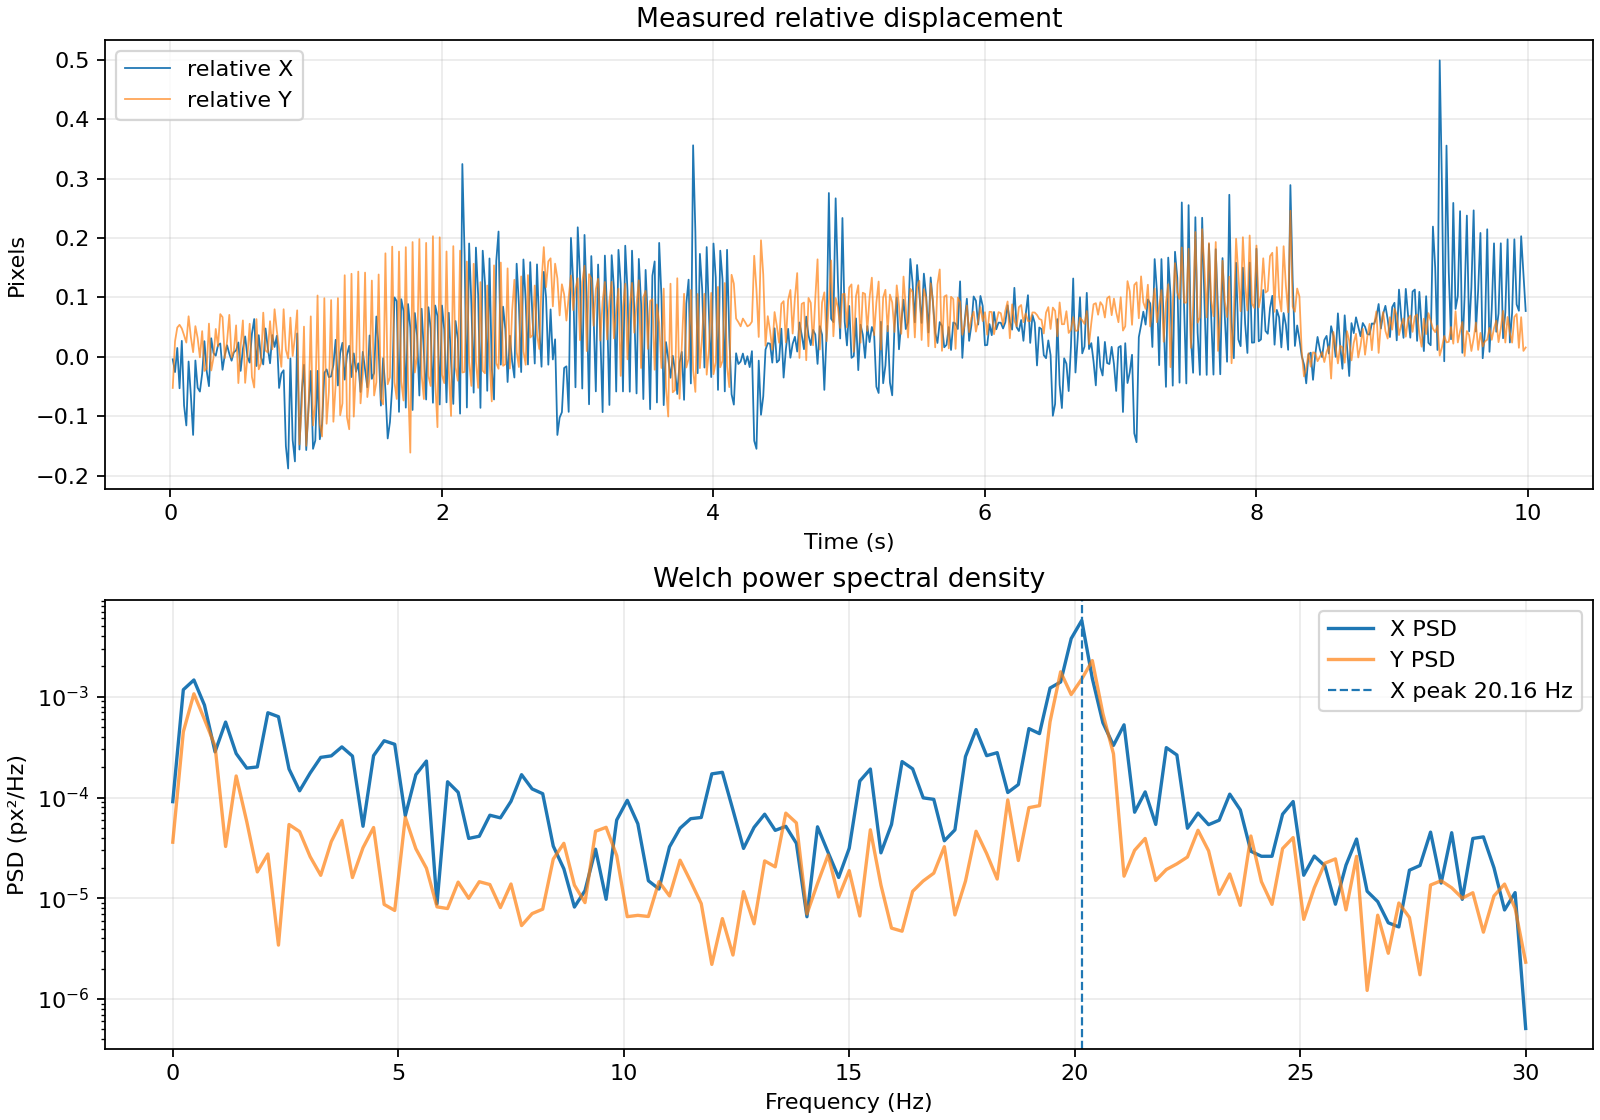 Measured relative displacement
relative X
relative Y
Pixels
0.5
0.4
0.3
0.2
0.1
0.0
−0.1
−0.2
0 2 4 6 8 10
Time (s)
Welch power spectral density
X PSD
Y PSD
X peak 20.16 Hz
PSD (px²/Hz)
10⁻³
10⁻⁴
10⁻⁵
10⁻⁶
0 5 10 15 20 25 30
Frequency (Hz)